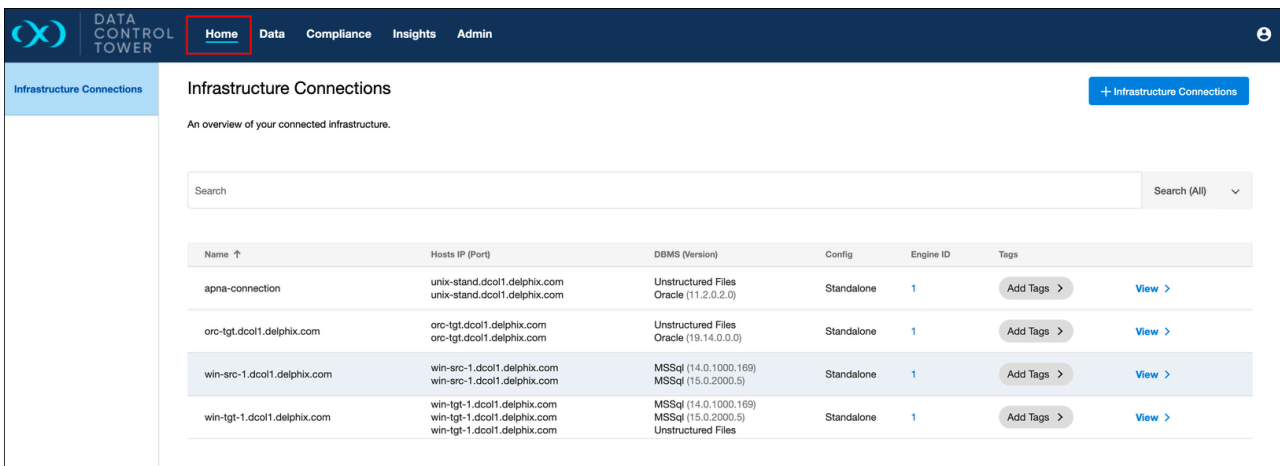 DATA
CONTROL
TOWER
Home Data Compliance Insights Admin
Infrastructure Connections
Infrastructure Connections
+ Infrastructure Connections
An overview of your connected infrastructure.
Search
Search (All)
Name ↑ Hosts IP (Port) DBMS (Version) Config Engine ID Tags
apna-connection unix-stand.dcol1.delphix.com Unstructured Files Standalone 1 Add Tags > View >
unix-stand.dcol1.delphix.com Oracle (11.2.0.2.0)
orc-tgt.dcol1.delphix.com orc-tgt.dcol1.delphix.com Unstructured Files Standalone 1 Add Tags > View >
orc-tgt.dcol1.delphix.com Oracle (19.14.0.0.0)
win-src-1.dcol1.delphix.com win-src-1.dcol1.delphix.com MSSql (14.0.1000.169) Standalone 1 Add Tags > View >
win-src-1.dcol1.delphix.com MSSql (15.0.2000.5)
win-tgt-1.dcol1.delphix.com MSSql (14.0.1000.169)
win-tgt-1.dcol1.delphix.com win-tgt-1.dcol1.delphix.com MSSql (15.0.2000.5) Standalone 1 Add Tags > View >
win-tgt-1.dcol1.delphix.com Unstructured Files